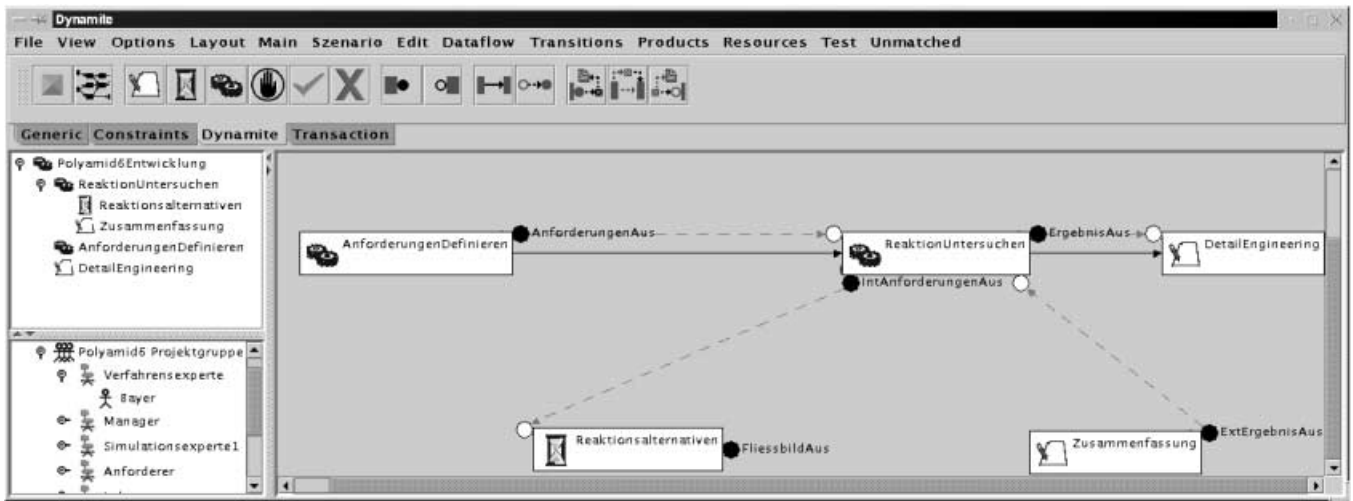 Dynamite
File View Options Layout Main Szenario Edit Dataflow Transitions Products Resources Test Unmatched
Generic Constraints Dynamite Transaction
Polyamid6Entwicklung
ReaktionUntersuchen
Reaktionsalternativen
Zusammenfassung
AnforderungenDefinieren
DetailEngineering
Polyamid6 Projektgruppe
Verfahrensexperte
Bayer
Manager
Simulationsexperte1
Anforderer
AnforderungenDefinieren
AnforderungenAus
ReaktionUntersuchen
ErgebnisAus
DetailEngineering
IntAnforderungenAus
Reaktionsalternativen
FliessbildAus
Zusammenfassung
ExtErgebnisAus